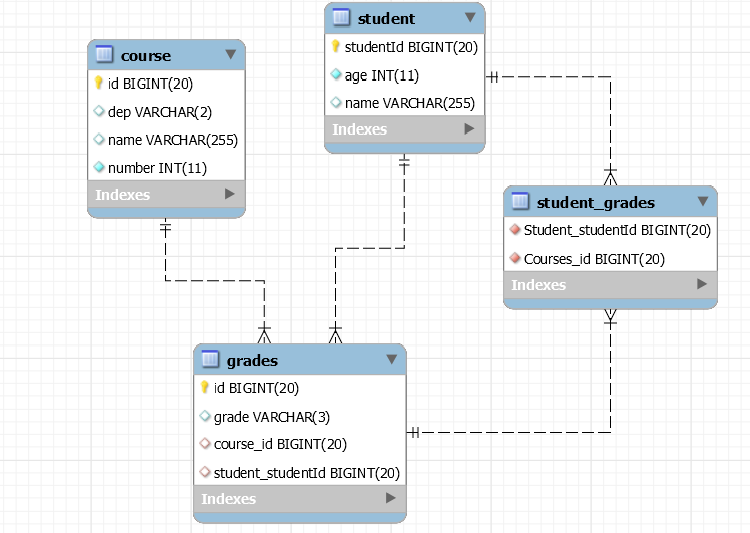 course
id BIGINT(20)
dep VARCHAR(2)
name VARCHAR(255)
number INT(11)
Indexes
student
studentId BIGINT(20)
age INT(11)
name VARCHAR(255)
Indexes
student_grades
Student_studentId BIGINT(20)
Courses_id BIGINT(20)
Indexes
grades
id BIGINT(20)
grade VARCHAR(3)
course_id BIGINT(20)
student_studentId BIGINT(20)
Indexes